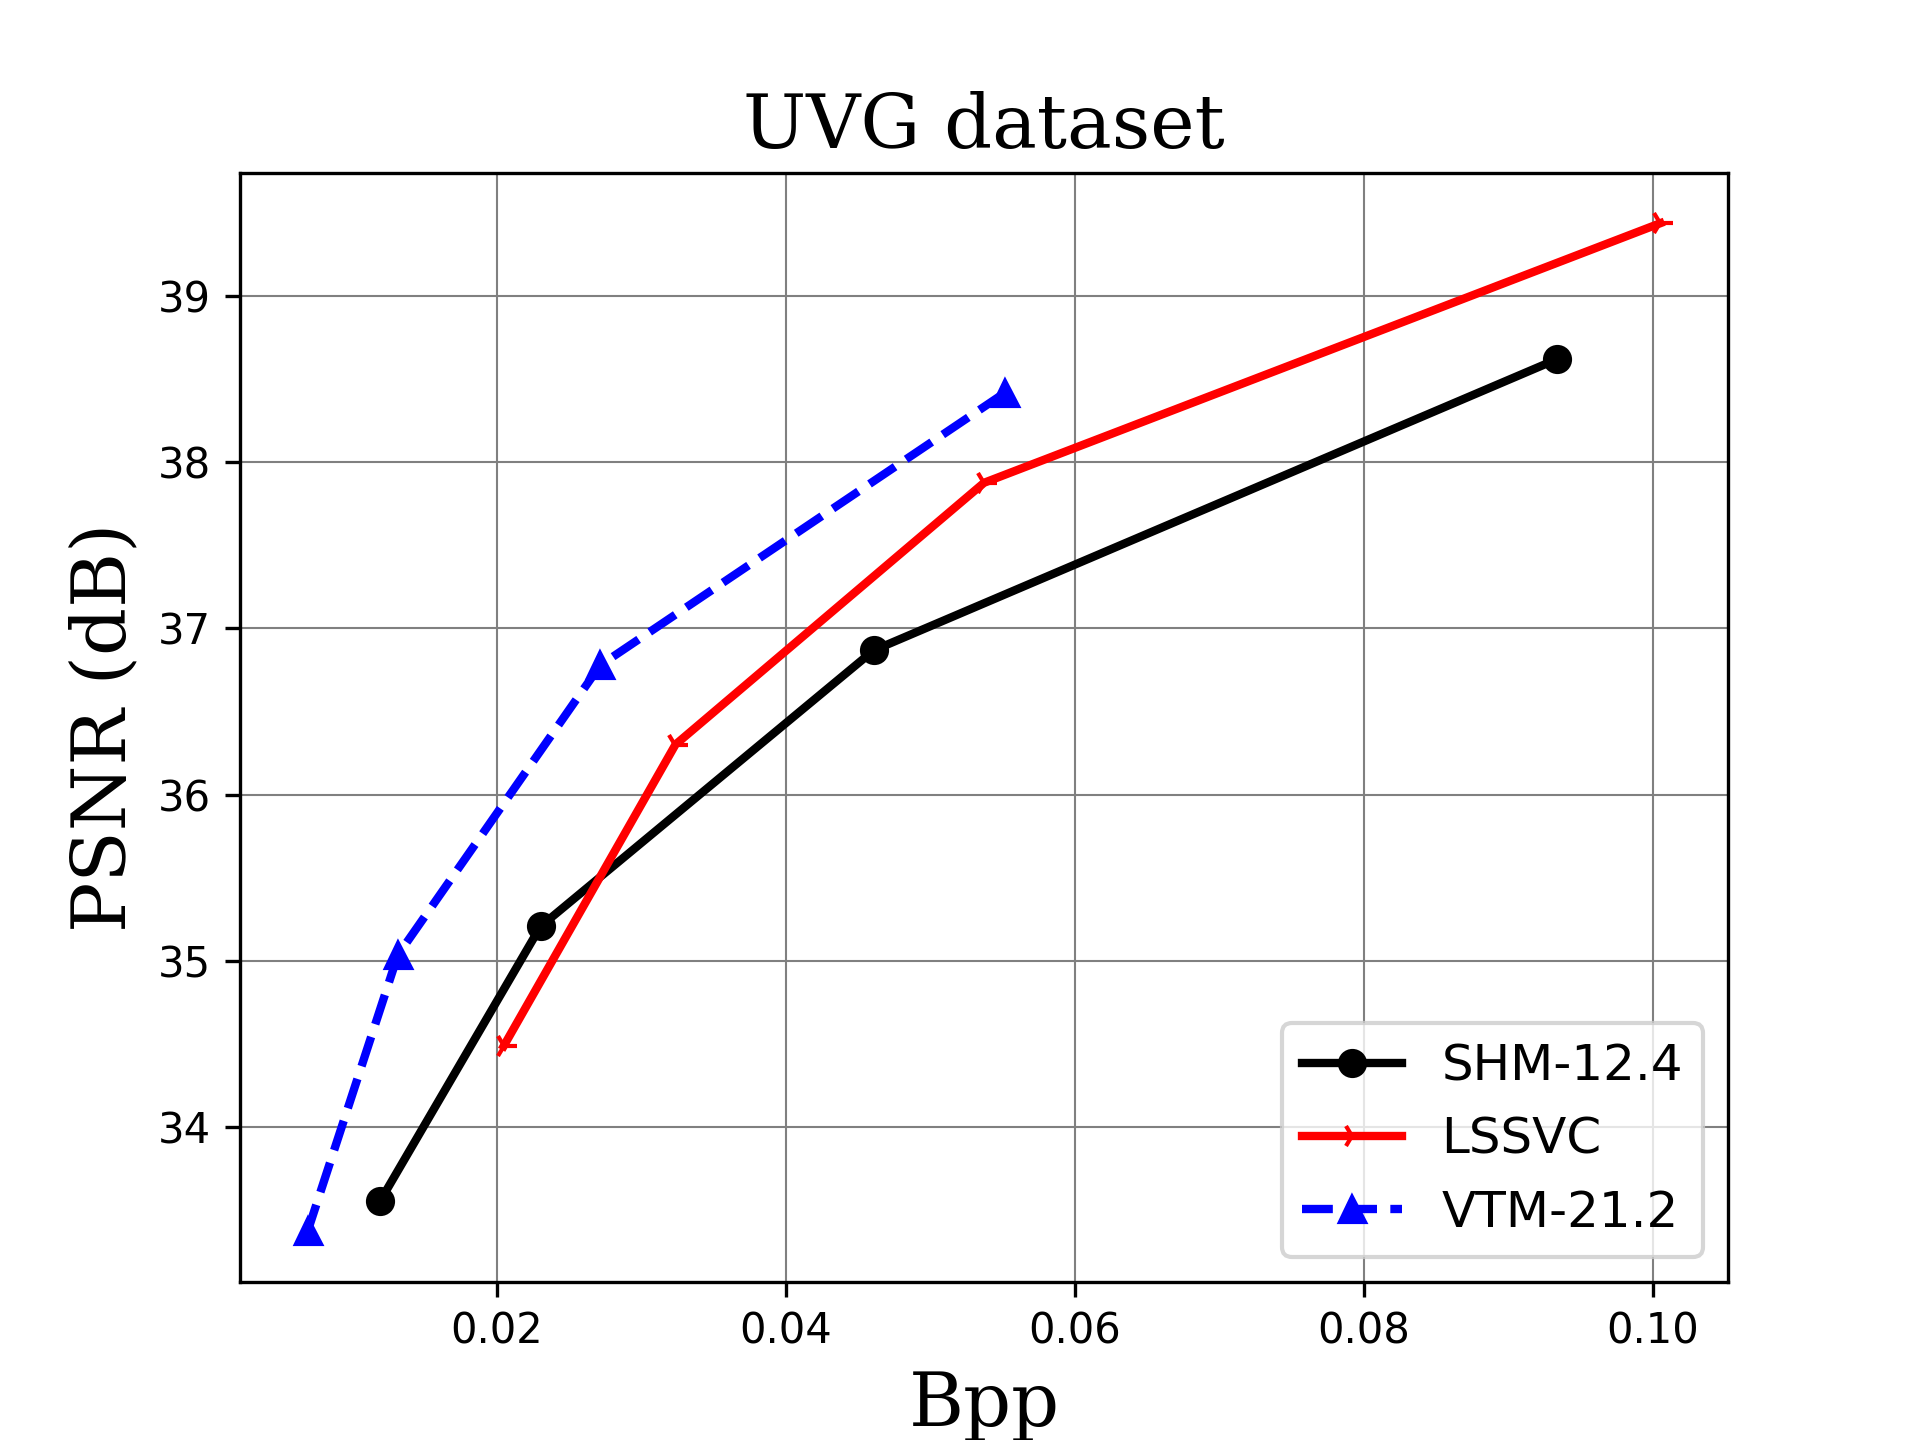 UVG dataset
39
38
37
36
35
34
PSNR (dB)
SHM-12.4
LSSVC
VTM-21.2
0.02 0.04 0.06 0.08 0.10
Bpp